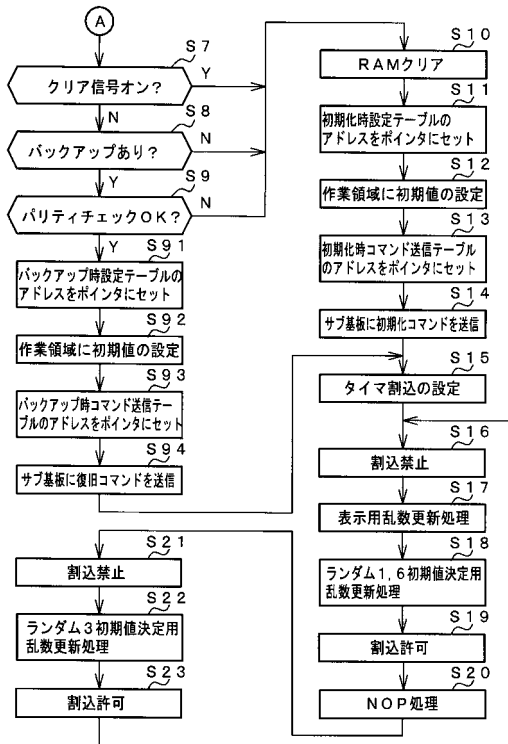 A
S7
クリア信号オン？
Y
N
S8
バックアップあり？
N
Y
S9
パリティチェックＯＫ？
N
Y
S91
バックアップ時設定テーブルの
アドレスをポインタにセット
S92
作業領域に初期値の設定
S93
バックアップ時コマンド送信テー
ブルのアドレスをポインタにセット
S94
サブ基板に復旧コマンドを送信
S10
ＲＡＭクリア
S11
初期化時設定テーブルの
アドレスをポインタにセット
S12
作業領域に初期値の設定
S13
初期化時コマンド送信テーブル
のアドレスをポインタにセット
S14
サブ基板に初期化コマンドを送信
S15
タイマ割込の設定
S16
割込禁止
S17
表示用乱数更新処理
S18
ランダム１,６初期値決定用
乱数更新処理
S19
割込許可
S20
ＮＯＰ処理
S21
割込禁止
S22
ランダム３初期値決定用
乱数更新処理
S23
割込許可